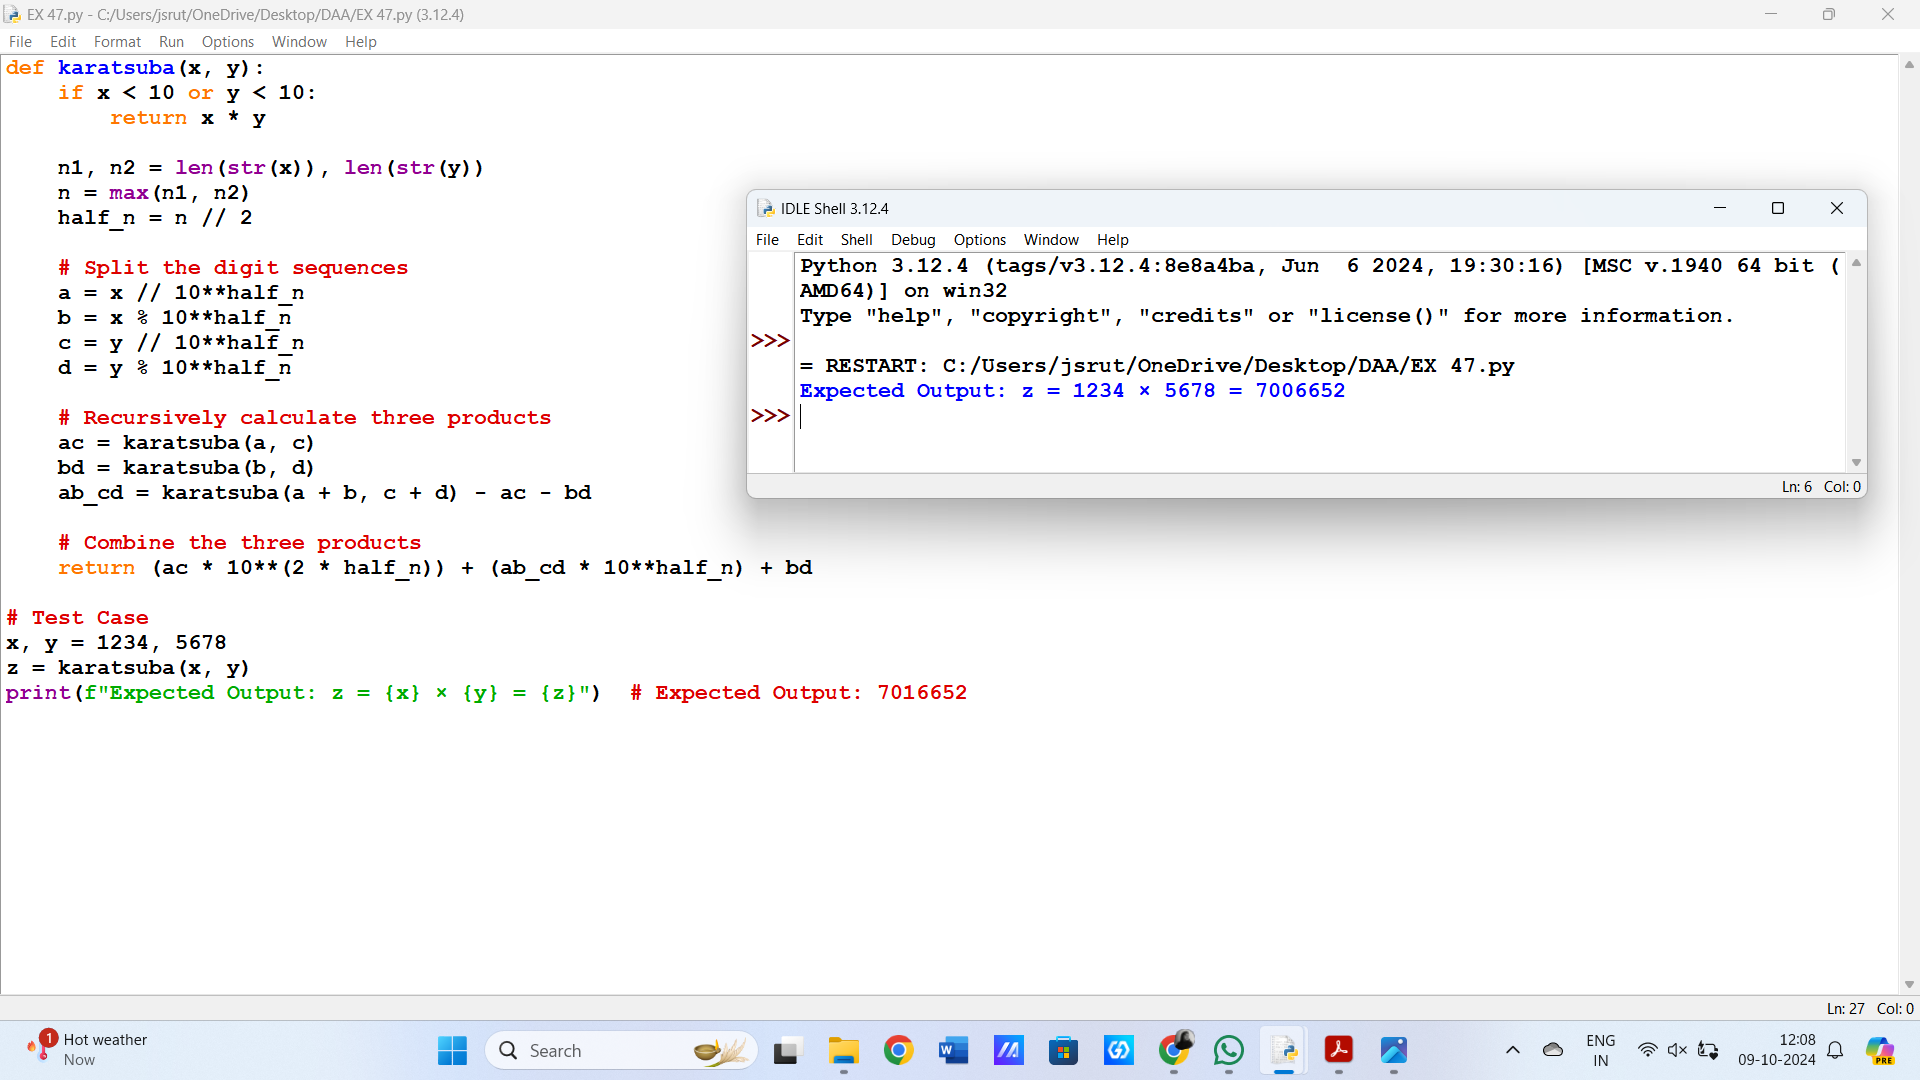 EX 47.py - C:/Users/jsrut/OneDrive/Desktop/DAA/EX 47.py (3.12.4)
File Edit Format Run Options Window Help
def karatsuba(x, y):
    if x < 10 or y < 10:
        return x * y

    n1, n2 = len(str(x)), len(str(y))
    n = max(n1, n2)
    half_n = n // 2

    # Split the digit sequences
    a = x // 10**half_n
    b = x % 10**half_n
    c = y // 10**half_n
    d = y % 10**half_n

    # Recursively calculate three products
    ac = karatsuba(a, c)
    bd = karatsuba(b, d)
    ab_cd = karatsuba(a + b, c + d) - ac - bd

    # Combine the three products
    return (ac * 10**(2 * half_n)) + (ab_cd * 10**half_n) + bd

# Test Case
x, y = 1234, 5678
z = karatsuba(x, y)
print(f"Expected Output: z = {x} × {y} = {z}")  # Expected Output: 7016652
IDLE Shell 3.12.4
File Edit Shell Debug Options Window Help
Python 3.12.4 (tags/v3.12.4:8e8a4ba, Jun  6 2024, 19:30:16) [MSC v.1940 64 bit (
AMD64)] on win32
Type "help", "copyright", "credits" or "license()" for more information.
>>>
= RESTART: C:/Users/jsrut/OneDrive/Desktop/DAA/EX 47.py
Expected Output: z = 1234 × 5678 = 7006652
>>>
Ln: 6 Col: 0
Ln: 27 Col: 0
1
Hot weather
Now
Search
W
ENG
IN
12:08
09-10-2024
PRE